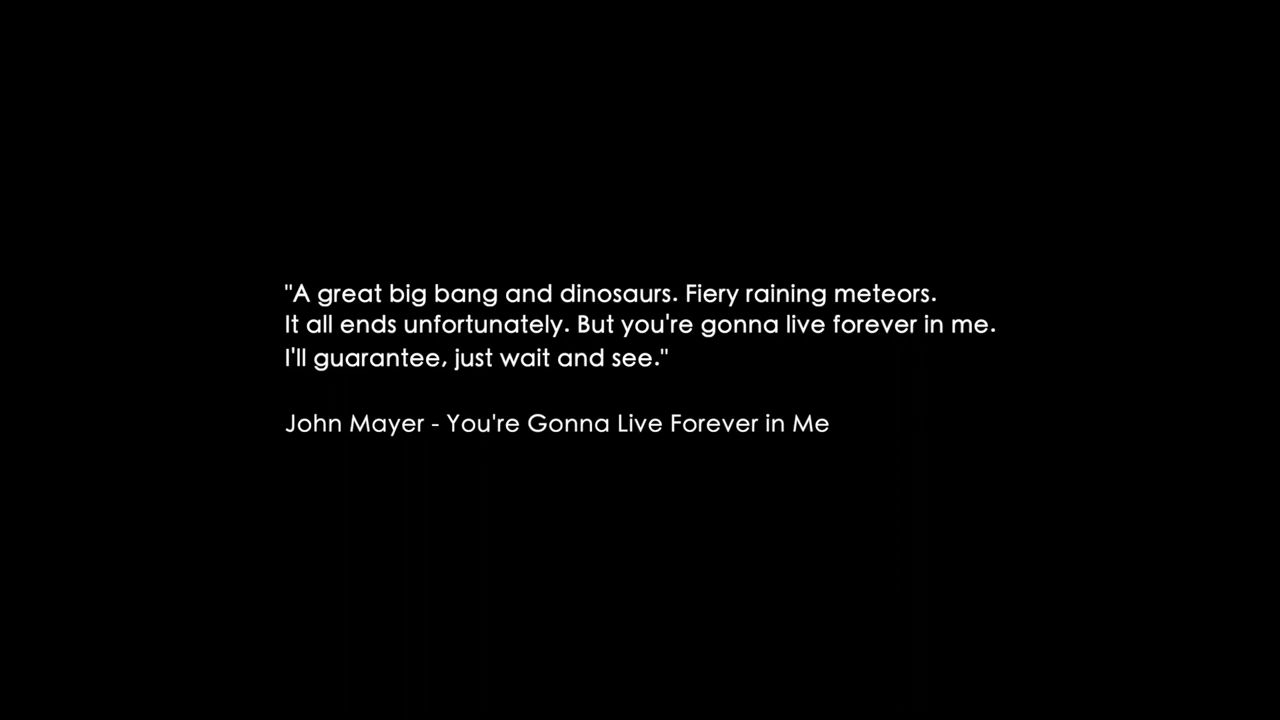 "A great big bang and dinosaurs. Fiery raining meteors.
It all ends unfortunately. But you're gonna live forever in me.
I'll guarantee, just wait and see."
John Mayer - You're Gonna Live Forever in Me